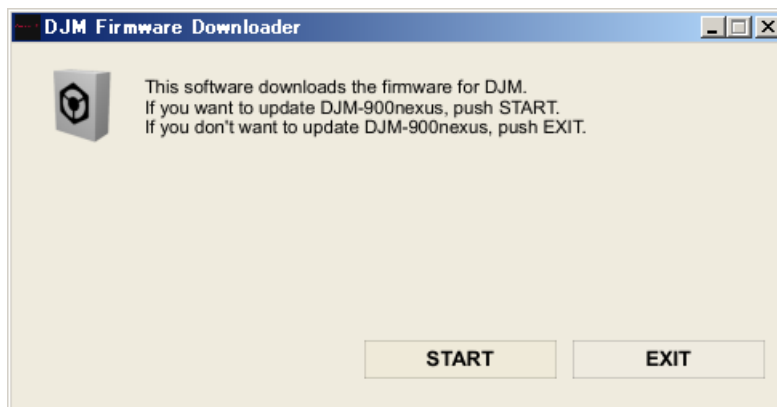 DJM Firmware Downloader
This software downloads the firmware for DJM.
If you want to update DJM-900nexus, push START.
If you don't want to update DJM-900nexus, push EXIT.
START
EXIT